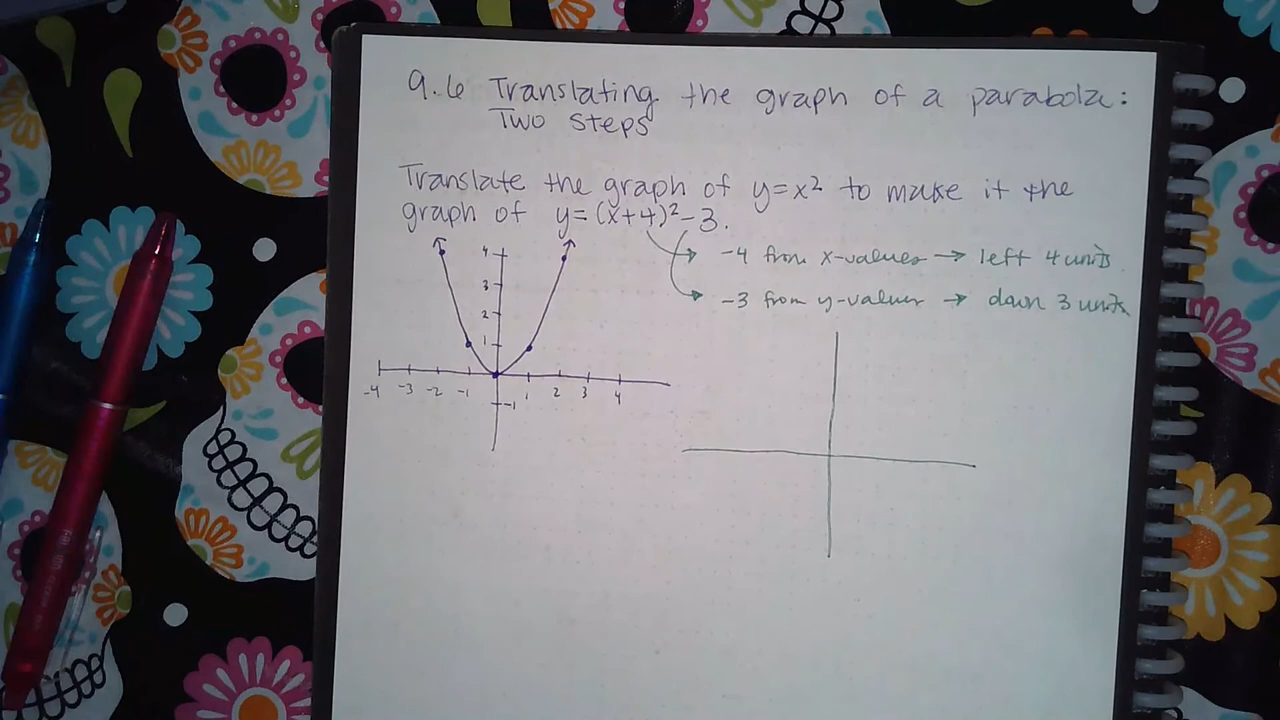 9.6 Translating the graph of a parabola:
Two steps
Translate the graph of y=x² to make it the
graph of y=(x+4)²-3.
-4 from x-values → left 4 units
-3 from y-values → down 3 units
4
3
2
1
-4 -3 -2 -1 1 2 3 4
-1